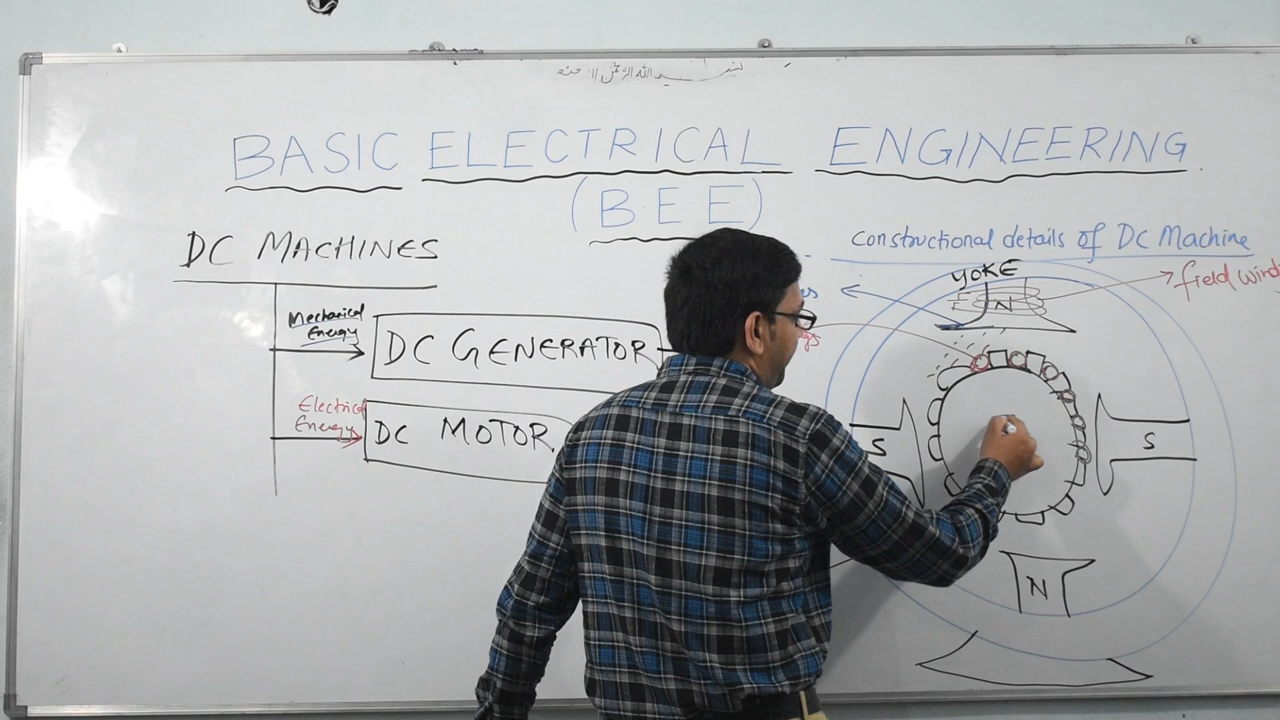 BASIC ELECTRICAL ENGINEERING
(B.E.E)
DC MACHINES
Mechanical
Energy
DC GENERATOR
Electrical
Energy
DC MOTOR
Constructional details of DC Machine
YOKE
N
field wind
S
S
N